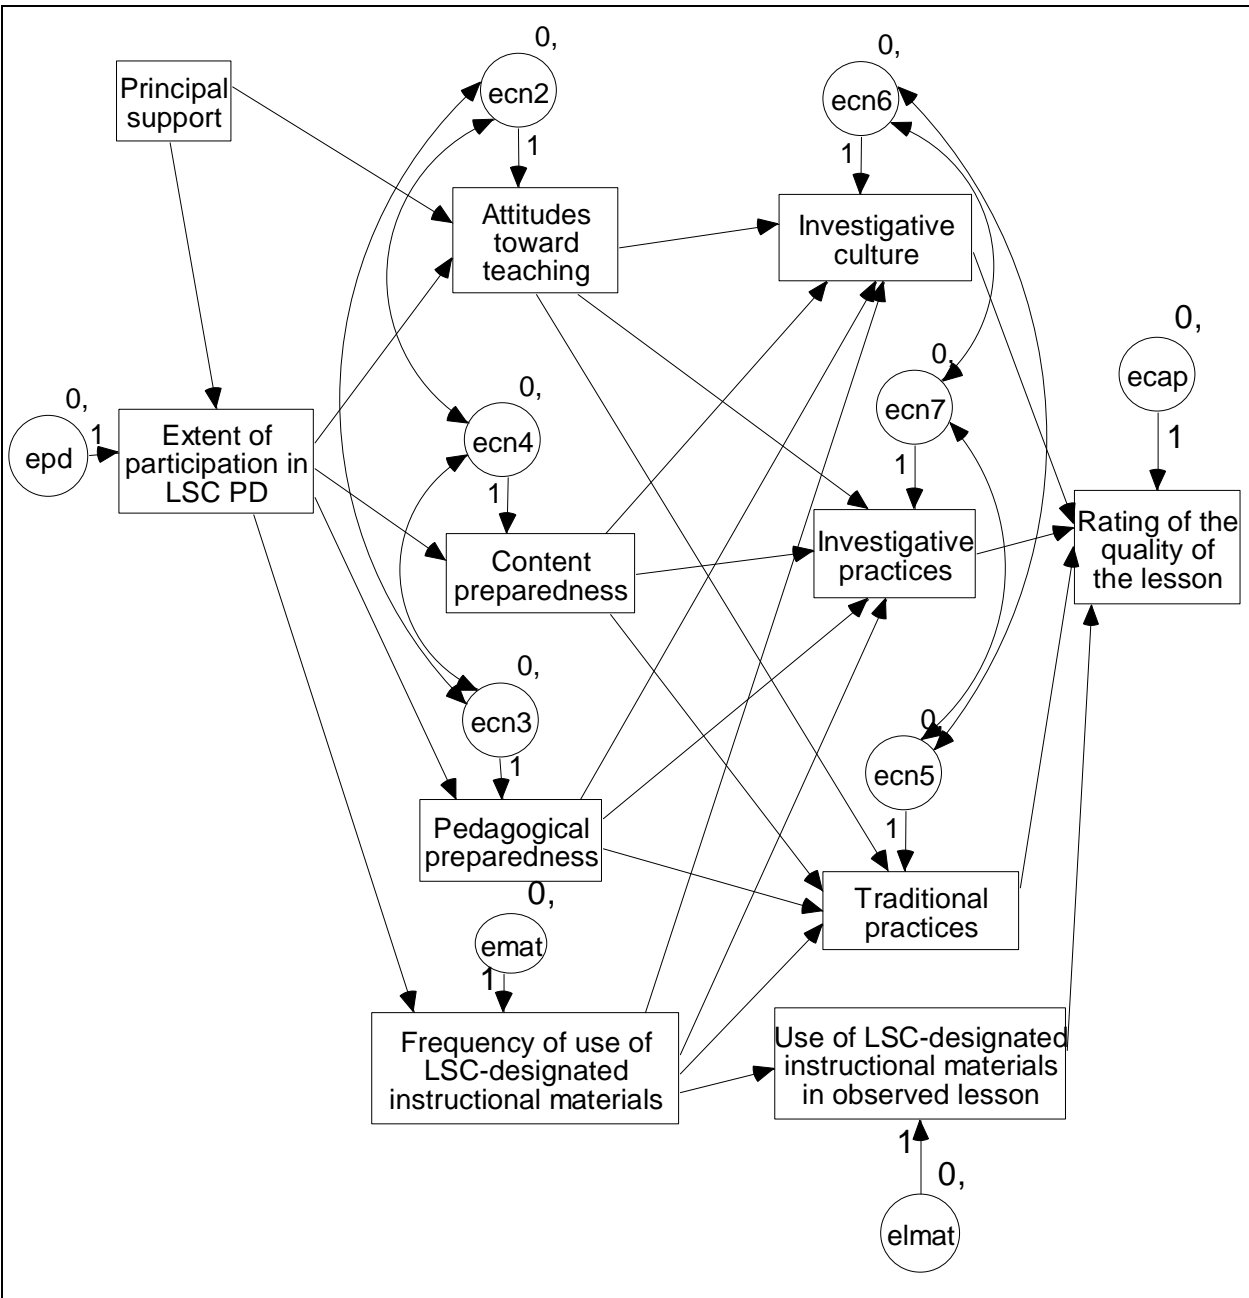 0,
ecn2
1
0,
ecn6
1
Principal
support
Attitudes
toward
teaching
Investigative
culture
0,
ecap
1
0,
epd
1
Extent of
participation in
LSC PD
0,
ecn4
1
0,
ecn7
1
Content
preparedness
Investigative
practices
Rating of the
quality of
the lesson
0,
ecn3
1
0,
ecn5
1
Pedagogical
preparedness
Traditional
practices
0,
emat
1
Frequency of use of
LSC-designated
instructional materials
Use of LSC-designated
instructional materials
in observed lesson
1
0,
elmat